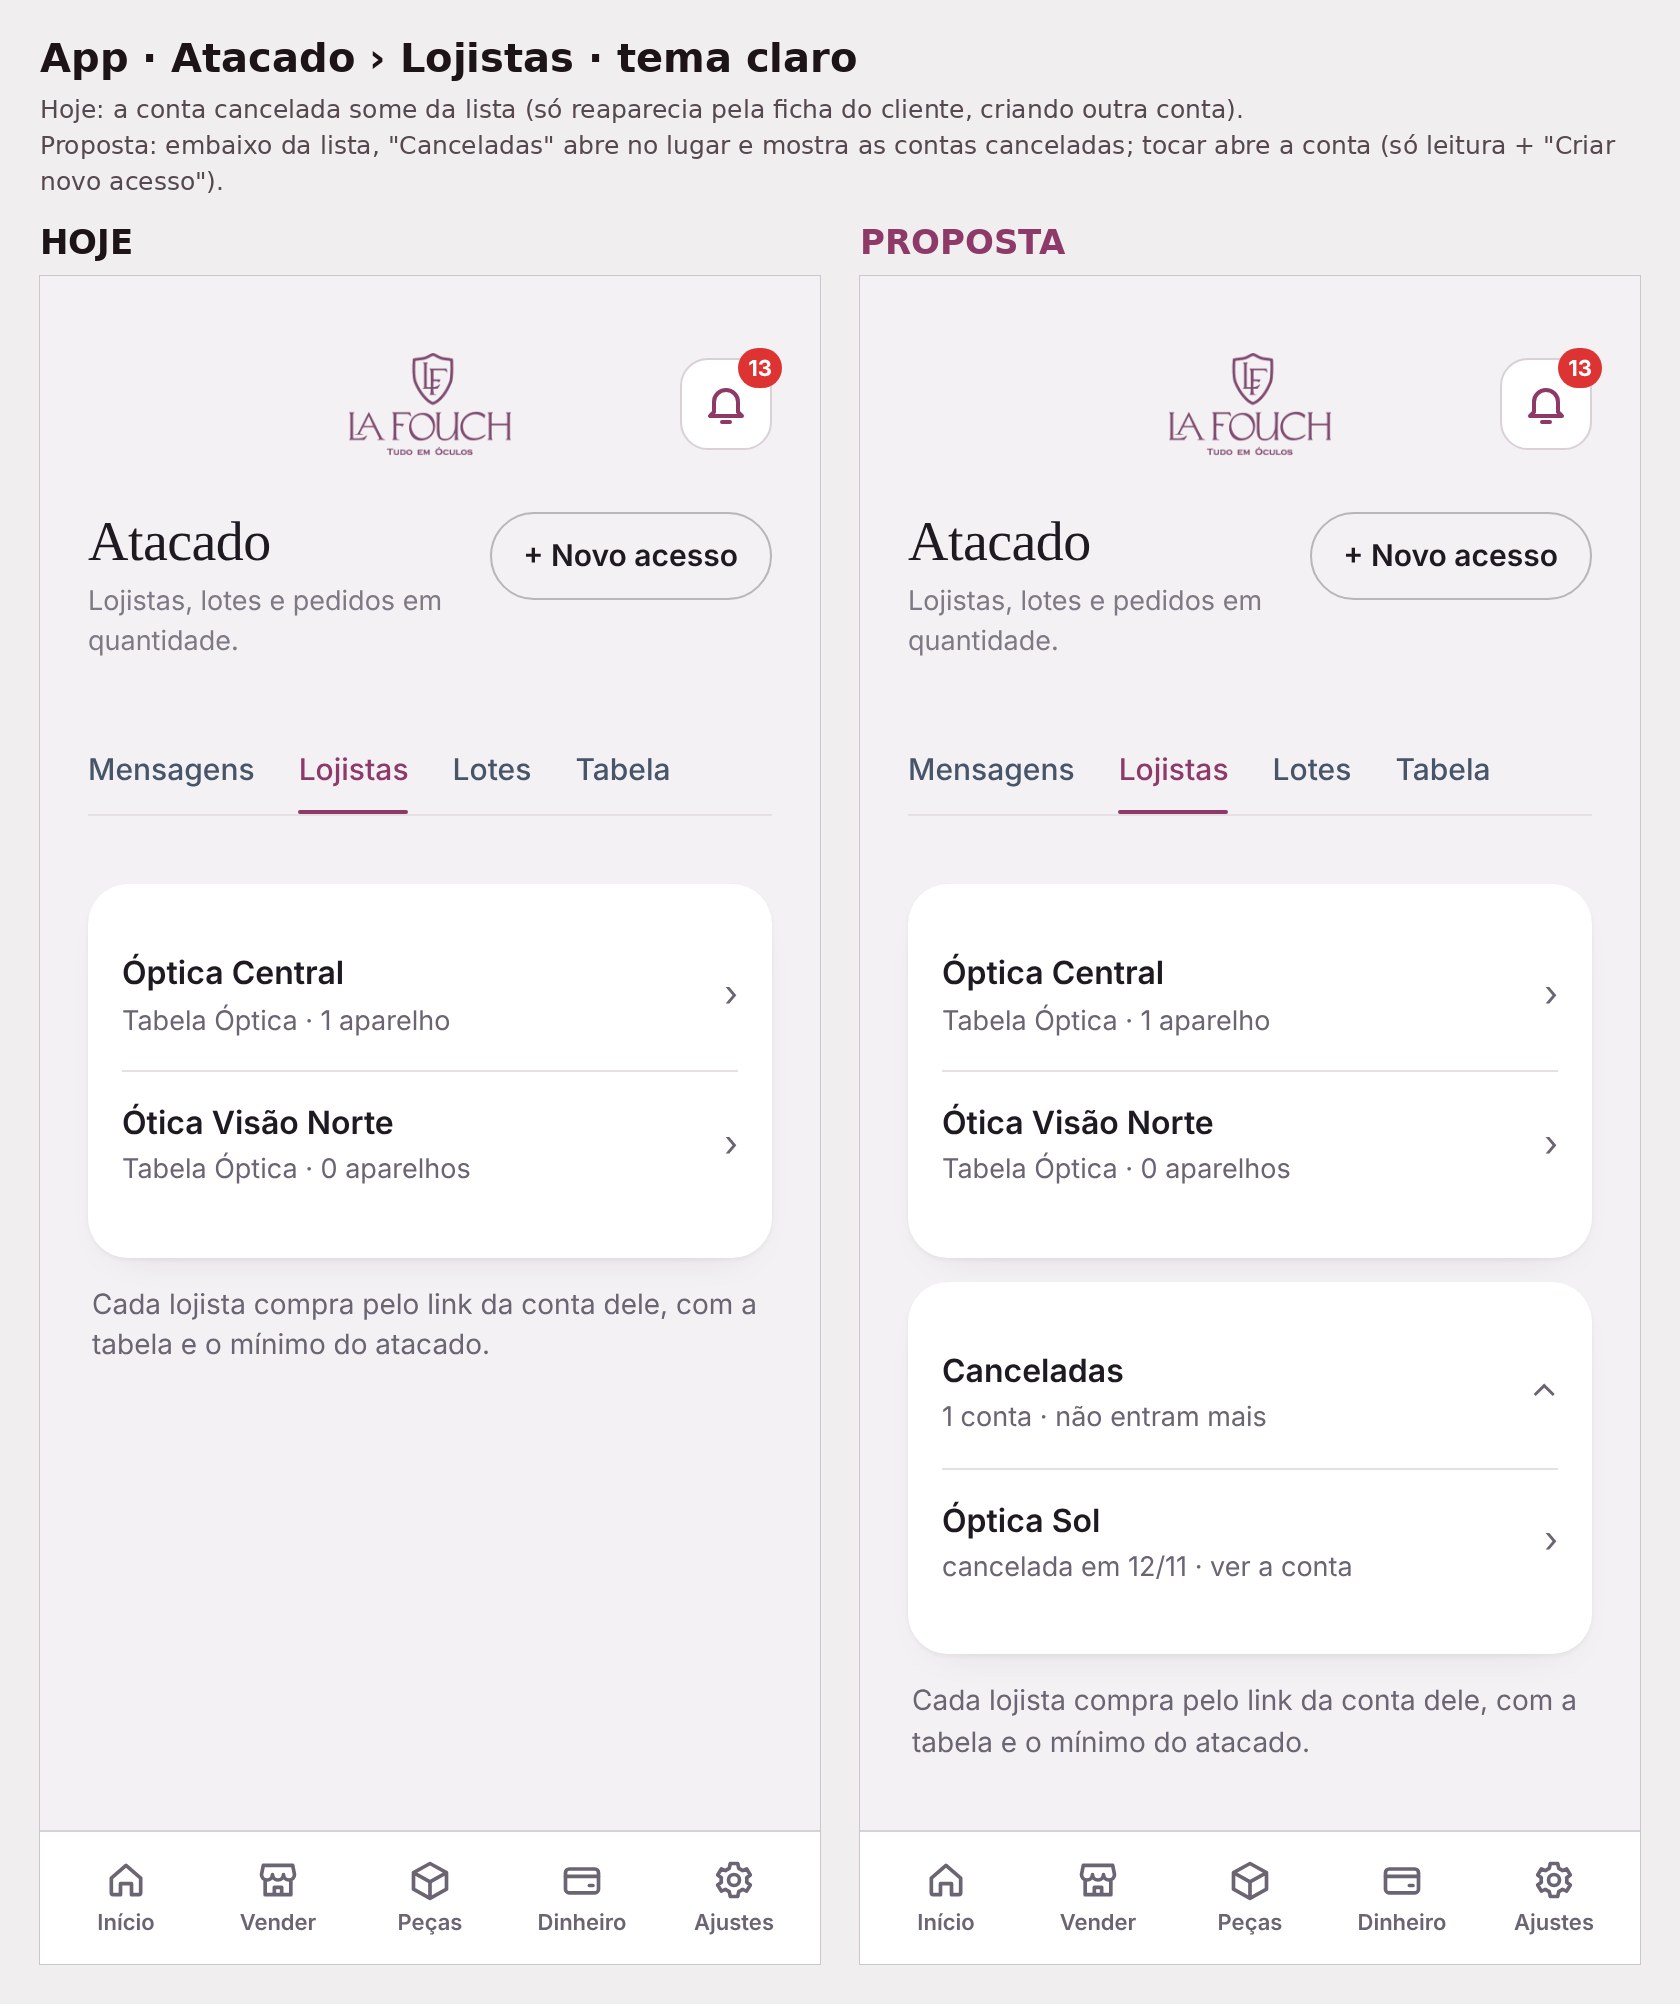 App · Atacado › Lojistas · tema claro
Hoje: a conta cancelada some da lista (só reaparecia pela ficha do cliente, criando outra conta).
Proposta: embaixo da lista, "Canceladas" abre no lugar e mostra as contas canceladas; tocar abre a conta (só leitura + "Criar
novo acesso").
HOJE
LF
LA FOUCH
TUDO EM ÓCULOS
13
Atacado
+ Novo acesso
Lojistas, lotes e pedidos em
quantidade.
Mensagens Lojistas Lotes Tabela
Óptica Central
Tabela Óptica · 1 aparelho
›
Ótica Visão Norte
Tabela Óptica · 0 aparelhos
›
Cada lojista compra pelo link da conta dele, com a
tabela e o mínimo do atacado.
Início Vender Peças Dinheiro Ajustes
PROPOSTA
LF
LA FOUCH
TUDO EM ÓCULOS
13
Atacado
+ Novo acesso
Lojistas, lotes e pedidos em
quantidade.
Mensagens Lojistas Lotes Tabela
Óptica Central
Tabela Óptica · 1 aparelho
›
Ótica Visão Norte
Tabela Óptica · 0 aparelhos
›
Canceladas
1 conta · não entram mais
Óptica Sol
cancelada em 12/11 · ver a conta
›
Cada lojista compra pelo link da conta dele, com a
tabela e o mínimo do atacado.
Início Vender Peças Dinheiro Ajustes